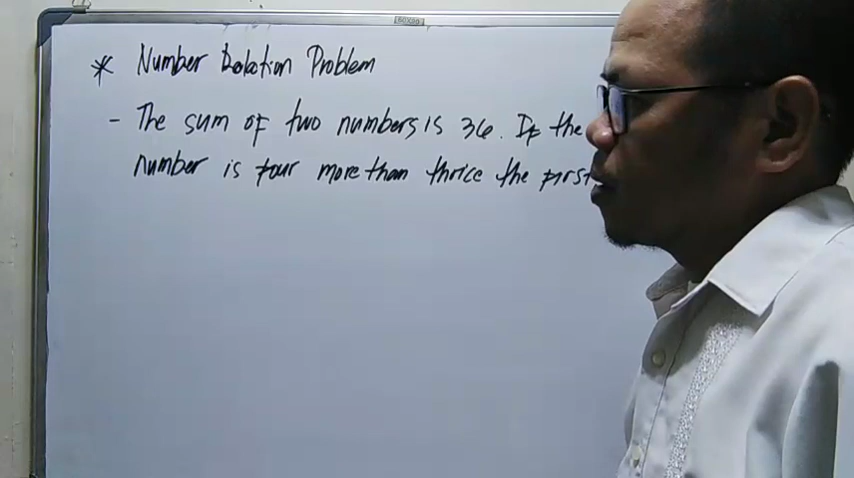 * Number Relation Problem
- The sum of two numbers is 36. If the
number is four more than thrice the first